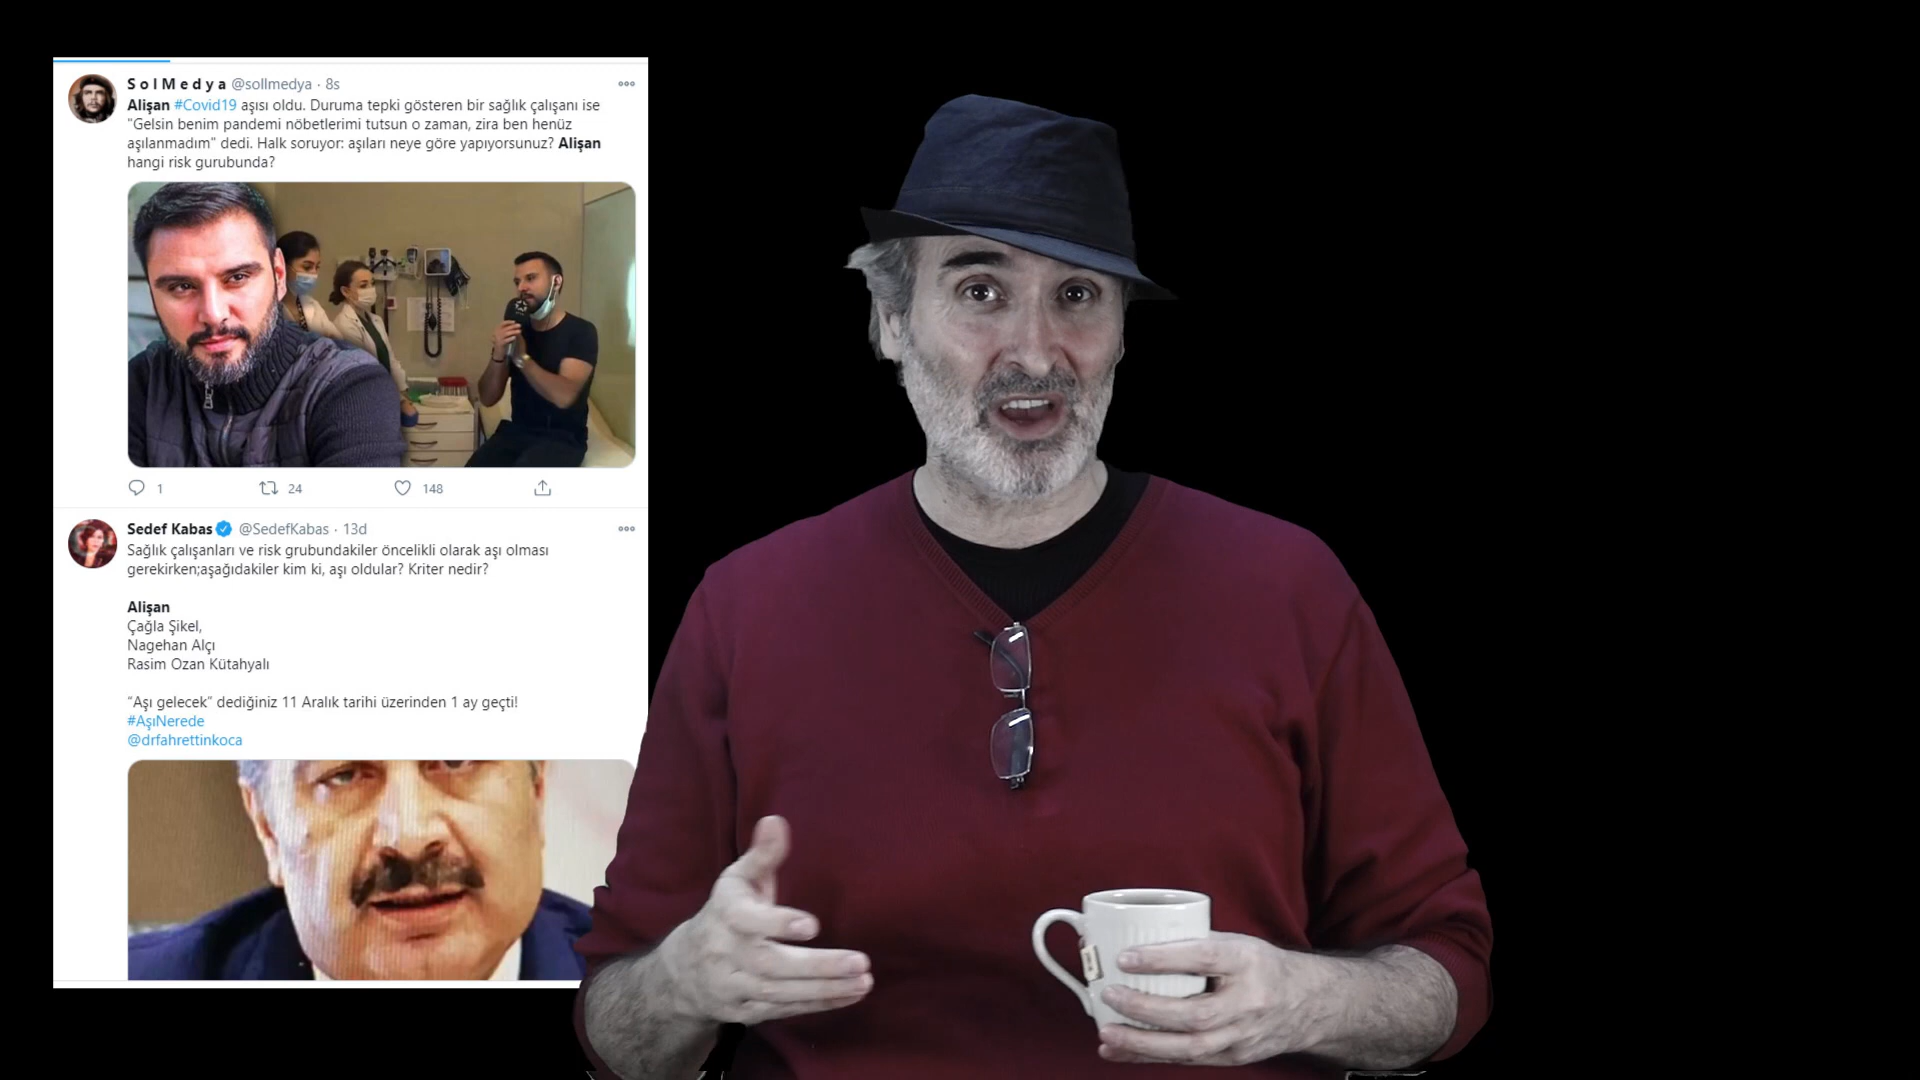 S o l M e d y a @sollmedya · 8s
Alişan #Covid19 aşısı oldu. Duruma tepki gösteren bir sağlık çalışanı ise
"Gelsin benim pandemi nöbetlerimi tutsun o zaman, zira ben henüz
aşılanmadım" dedi. Halk soruyor: aşıları neye göre yapıyorsunuz? Alişan
hangi risk gurubunda?
1 24 148
Sedef Kabas @SedefKabas · 13d
Sağlık çalışanları ve risk grubundakiler öncelikli olarak aşı olması
gerekirken;aşağıdakiler kim ki, aşı oldular? Kriter nedir?
Alişan
Çağla Şikel,
Nagehan Alçı
Rasim Ozan Kütahyalı
“Aşı gelecek” dediğiniz 11 Aralık tarihi üzerinden 1 ay geçti!
#AşıNerede
@drfahrettinkoca